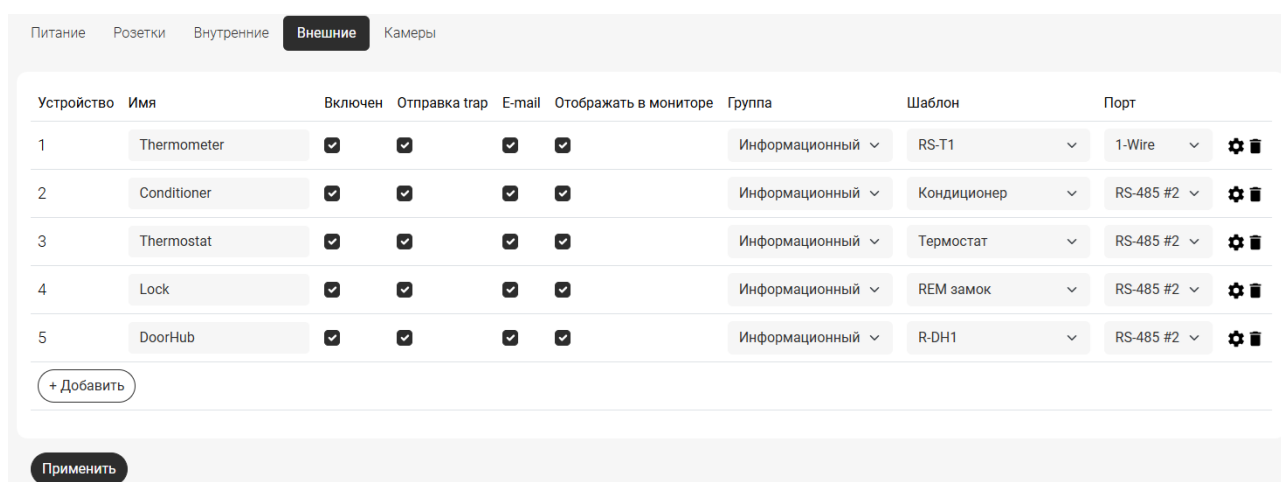 Питание Розетки Внутренние Внешние Камеры
Устройство Имя Включен Отправка trap E-mail Отображать в мониторе Группа Шаблон Порт
1 Thermometer Информационный RS-T1 1-Wire
2 Conditioner Информационный Кондиционер RS-485 #2
3 Thermostat Информационный Термостат RS-485 #2
4 Lock Информационный REM замок RS-485 #2
5 DoorHub Информационный R-DH1 RS-485 #2
+ Добавить
Применить